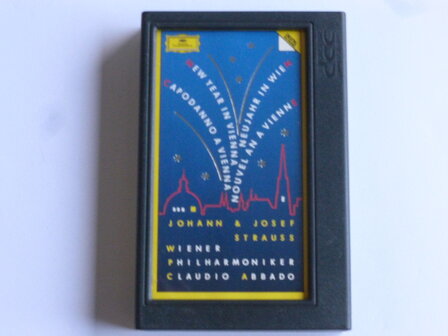 NEW YEAR IN VIENNA
NEUJAHR IN WIEN
CAPODANNO A VIENNA
NOUVEL AN A VIENNE
JOHANN & JOSEF
STRAUSS
WIENER
PHILHARMONIKER
CLAUDIO ABBADO
dcc